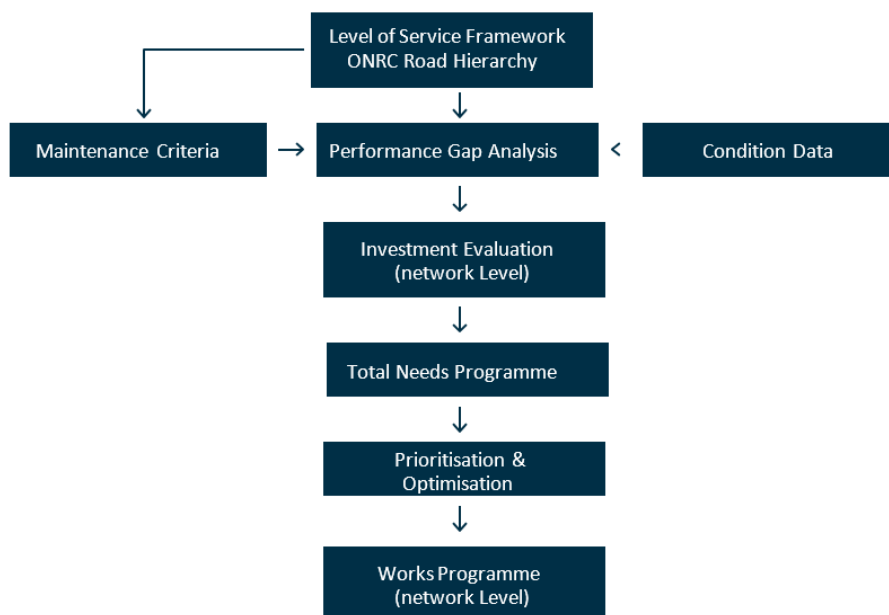 Level of Service Framework
ONRC Road Hierarchy
Maintenance Criteria
Performance Gap Analysis
Condition Data
Investment Evaluation
(network Level)
Total Needs Programme
Prioritisation &
Optimisation
Works Programme
(network Level)